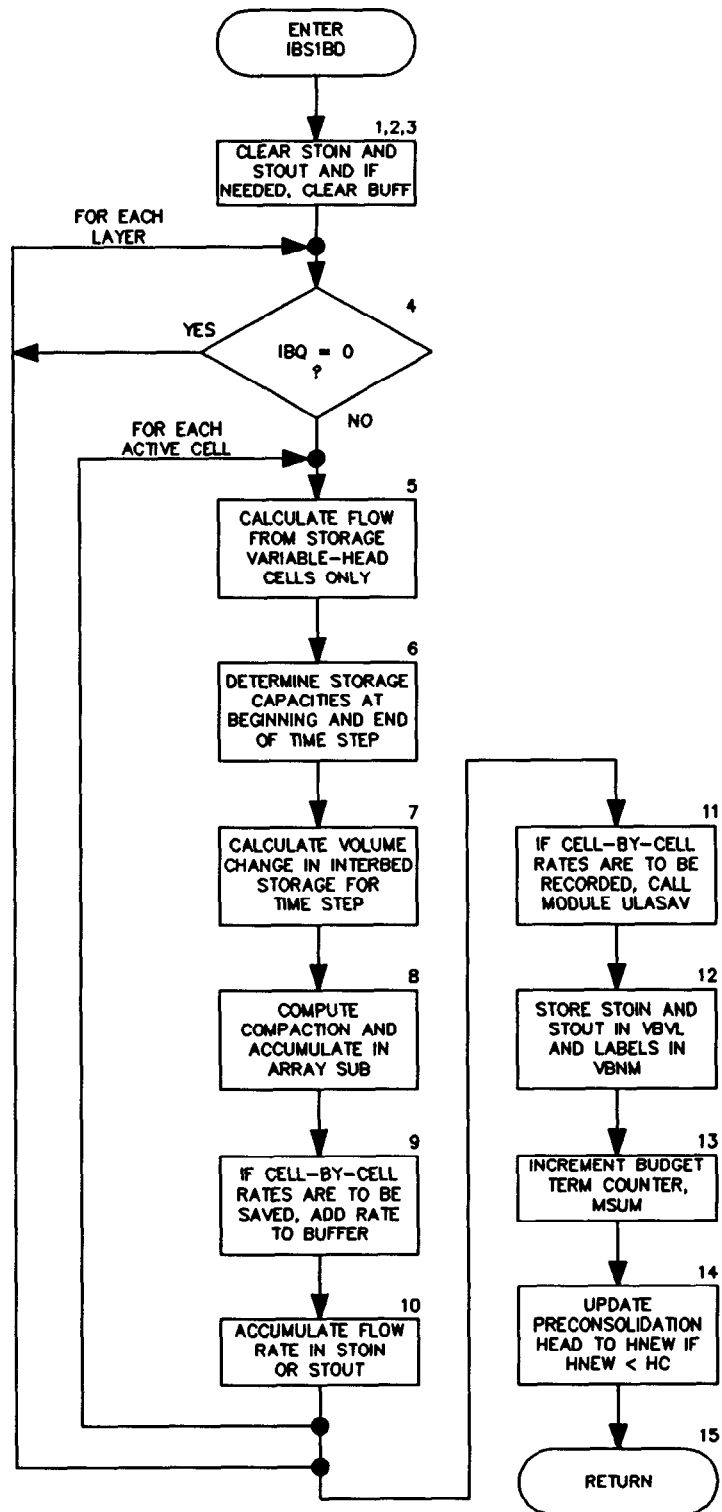 ENTER
IBS1BD
1,2,3
CLEAR STOIN AND
STOUT AND IF
NEEDED, CLEAR BUFF
FOR EACH
LAYER
4
YES
IBQ = 0
?
NO
FOR EACH
ACTIVE CELL
5
CALCULATE FLOW
FROM STORAGE
VARIABLE-HEAD
CELLS ONLY
6
DETERMINE STORAGE
CAPACITIES AT
BEGINNING AND END
OF TIME STEP
7
CALCULATE VOLUME
CHANGE IN INTERBED
STORAGE FOR
TIME STEP
8
COMPUTE
COMPACTION AND
ACCUMULATE IN
ARRAY SUB
9
IF CELL-BY-CELL
RATES ARE TO BE
SAVED, ADD RATE
TO BUFFER
10
ACCUMULATE FLOW
RATE IN STOIN
OR STOUT
11
IF CELL-BY-CELL
RATES ARE TO BE
RECORDED, CALL
MODULE ULASAV
12
STORE STOIN AND
STOUT IN VBVL
AND LABELS IN
VBNM
13
INCREMENT BUDGET
TERM COUNTER,
MSUM
14
UPDATE
PRECONSOLIDATION
HEAD TO HNEW IF
HNEW < HC
15
RETURN